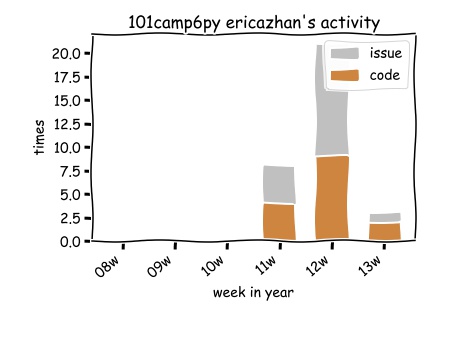 101camp6py ericazhan's activity
issue
code
20.0
17.5
15.0
12.5
10.0
7.5
5.0
2.5
0.0
times
08w 09w 10w 11w 12w 13w
week in year